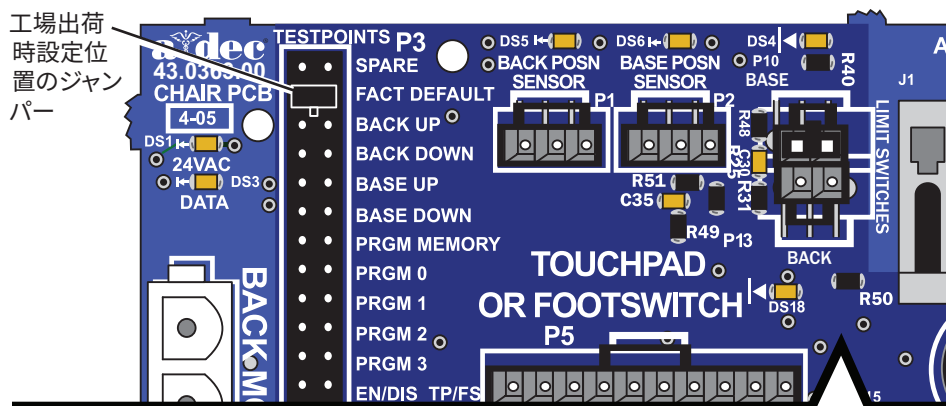 工場出荷
時設定位
置のジャン
パー
a dec
43.0363.00
CHAIR PCB
4-05
DS1
24VAC
DS3
DATA
BACK MO
TESTPOINTS P3
SPARE
FACT DEFAULT
BACK UP
BACK DOWN
BASE UP
BASE DOWN
PRGM MEMORY
PRGM 0
PRGM 1
PRGM 2
PRGM 3
EN/DIS TP/FS
DS5
BACK POSN
SENSOR
P1
DS6
BASE POSN
SENSOR
P2
DS4
P10
BASE
R40
R48
C30
R31
R51
C35
R49
P13
BACK
LIMIT SWITCHES
J1
A
TOUCHPAD
OR FOOTSWITCH
P5
DS18
R50